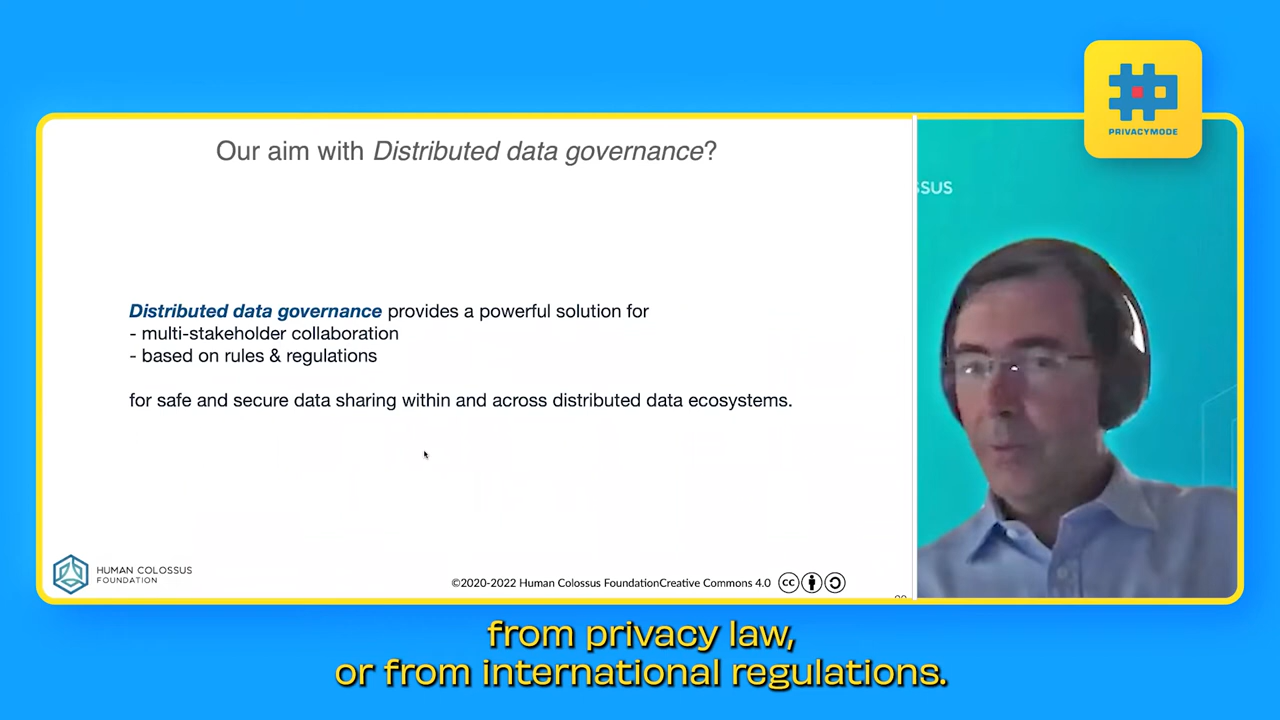 PRIVACYMODE
Our aim with Distributed data governance?
SSUS
Distributed data governance provides a powerful solution for
- multi-stakeholder collaboration
- based on rules & regulations
for safe and secure data sharing within and across distributed data ecosystems.
HUMAN COLOSSUS
FOUNDATION
©2020-2022 Human Colossus FoundationCreative Commons 4.0
cc
from privacy law,
or from international regulations.